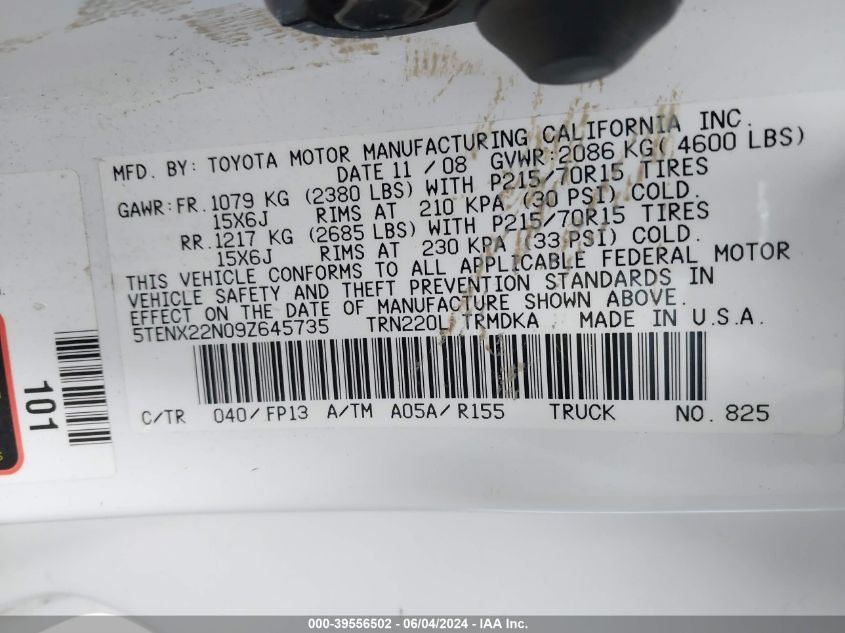 MFD. BY: TOYOTA MOTOR MANUFACTURING CALIFORNIA INC.
DATE 11 / 08 GVWR:2086 KG( 4600 LBS)
GAWR:FR.1079 KG (2380 LBS) WITH P215/70R15 TIRES
15X6J RIMS AT 210 KPA (30 PSI) COLD.
RR.1217 KG (2685 LBS) WITH P215/70R15 TIRES
15X6J RIMS AT 230 KPA (33 PSI) COLD.
THIS VEHICLE CONFORMS TO ALL APPLICABLE FEDERAL MOTOR
VEHICLE SAFETY AND THEFT PREVENTION STANDARDS IN
EFFECT ON THE DATE OF MANUFACTURE SHOWN ABOVE.
5TENX22N09Z645735 TRN220L TRMDKA MADE IN U.S.A.
C/TR 040/FP13 A/TM A05A/R155 TRUCK NO.825
101
000-39556502 - 06/04/2024 - IAA Inc.